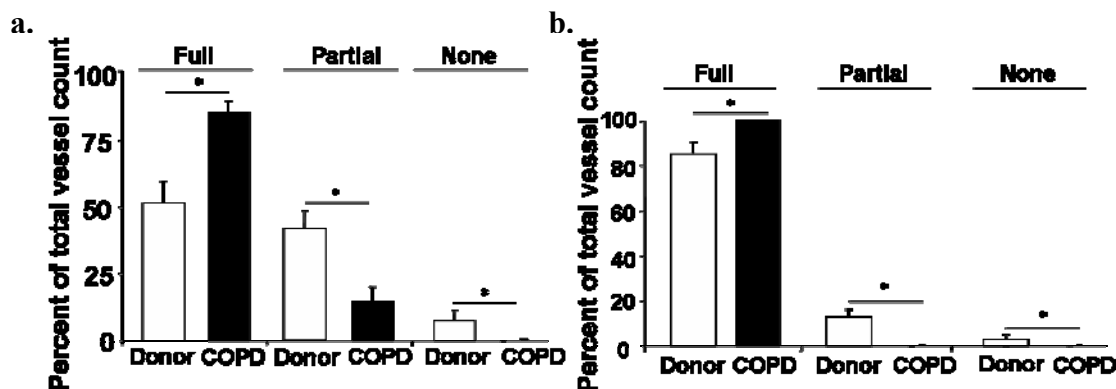 a.
Full Partial None
Percent of total vessel count
100
75
50
25
0
* * *
Donor COPD Donor COPD Donor COPD
b.
Full Partial None
Percent of total vessel count
100
80
60
40
20
0
* * *
Donor COPD Donor COPD Donor COPD